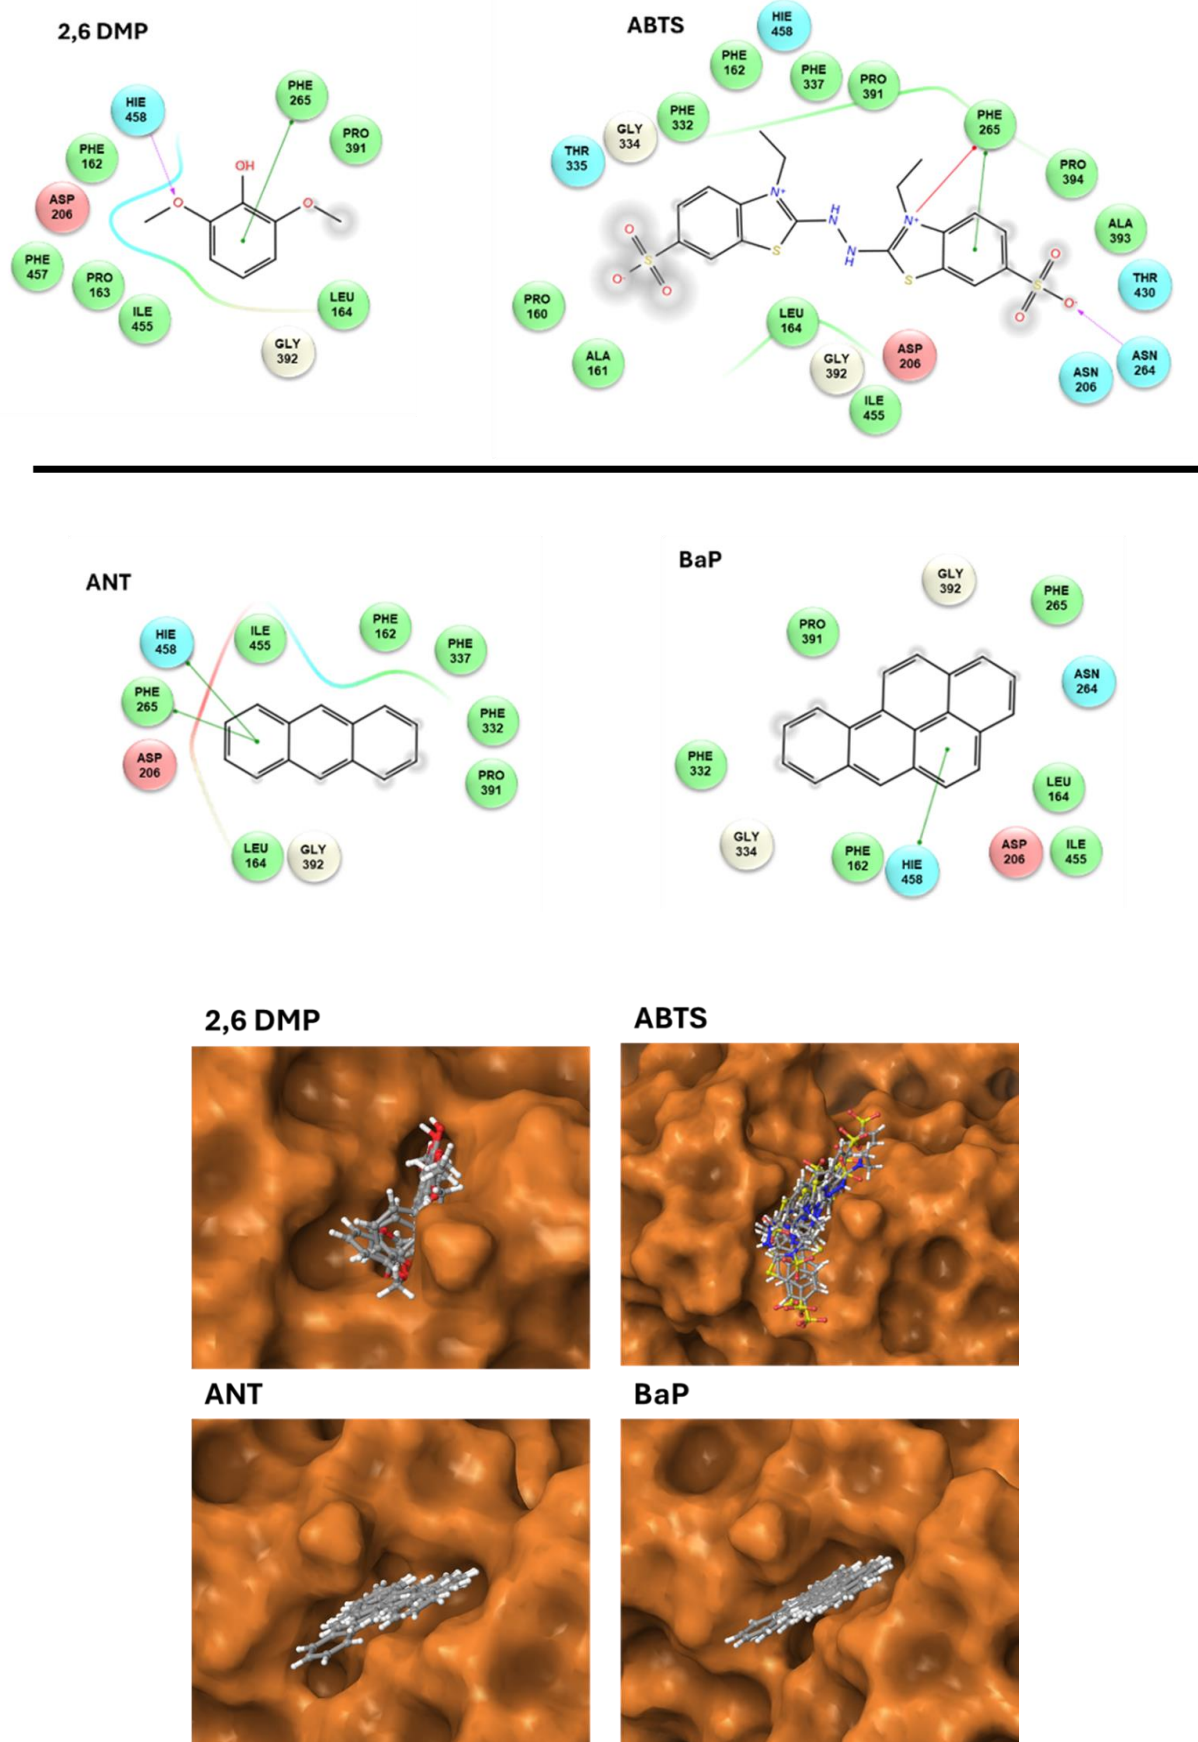 2,6 DMP
HIE
458
PHE
265
PRO
391
PHE
162
ASP
206
PHE
457
PRO
163
ILE
455
LEU
164
GLY
392
OH
O
O
ABTS
HIE
458
PHE
162
PHE
337
PRO
391
PHE
332
GLY
334
THR
335
PHE
265
PRO
394
ALA
393
THR
430
ASN
264
ASN
206
ASP
206
GLY
392
ILE
455
LEU
164
PRO
160
ALA
161
N+
H
N
N
H
N+
S
S
O
S
O-
O
O
S
O-
O
ANT
HIE
458
ILE
455
PHE
162
PHE
337
PHE
265
PHE
332
ASP
206
PRO
391
LEU
164
GLY
392
BaP
GLY
392
PHE
265
PRO
391
ASN
264
PHE
332
LEU
164
GLY
334
PHE
162
HIE
458
ASP
206
ILE
455
2,6 DMP
ABTS
ANT
BaP